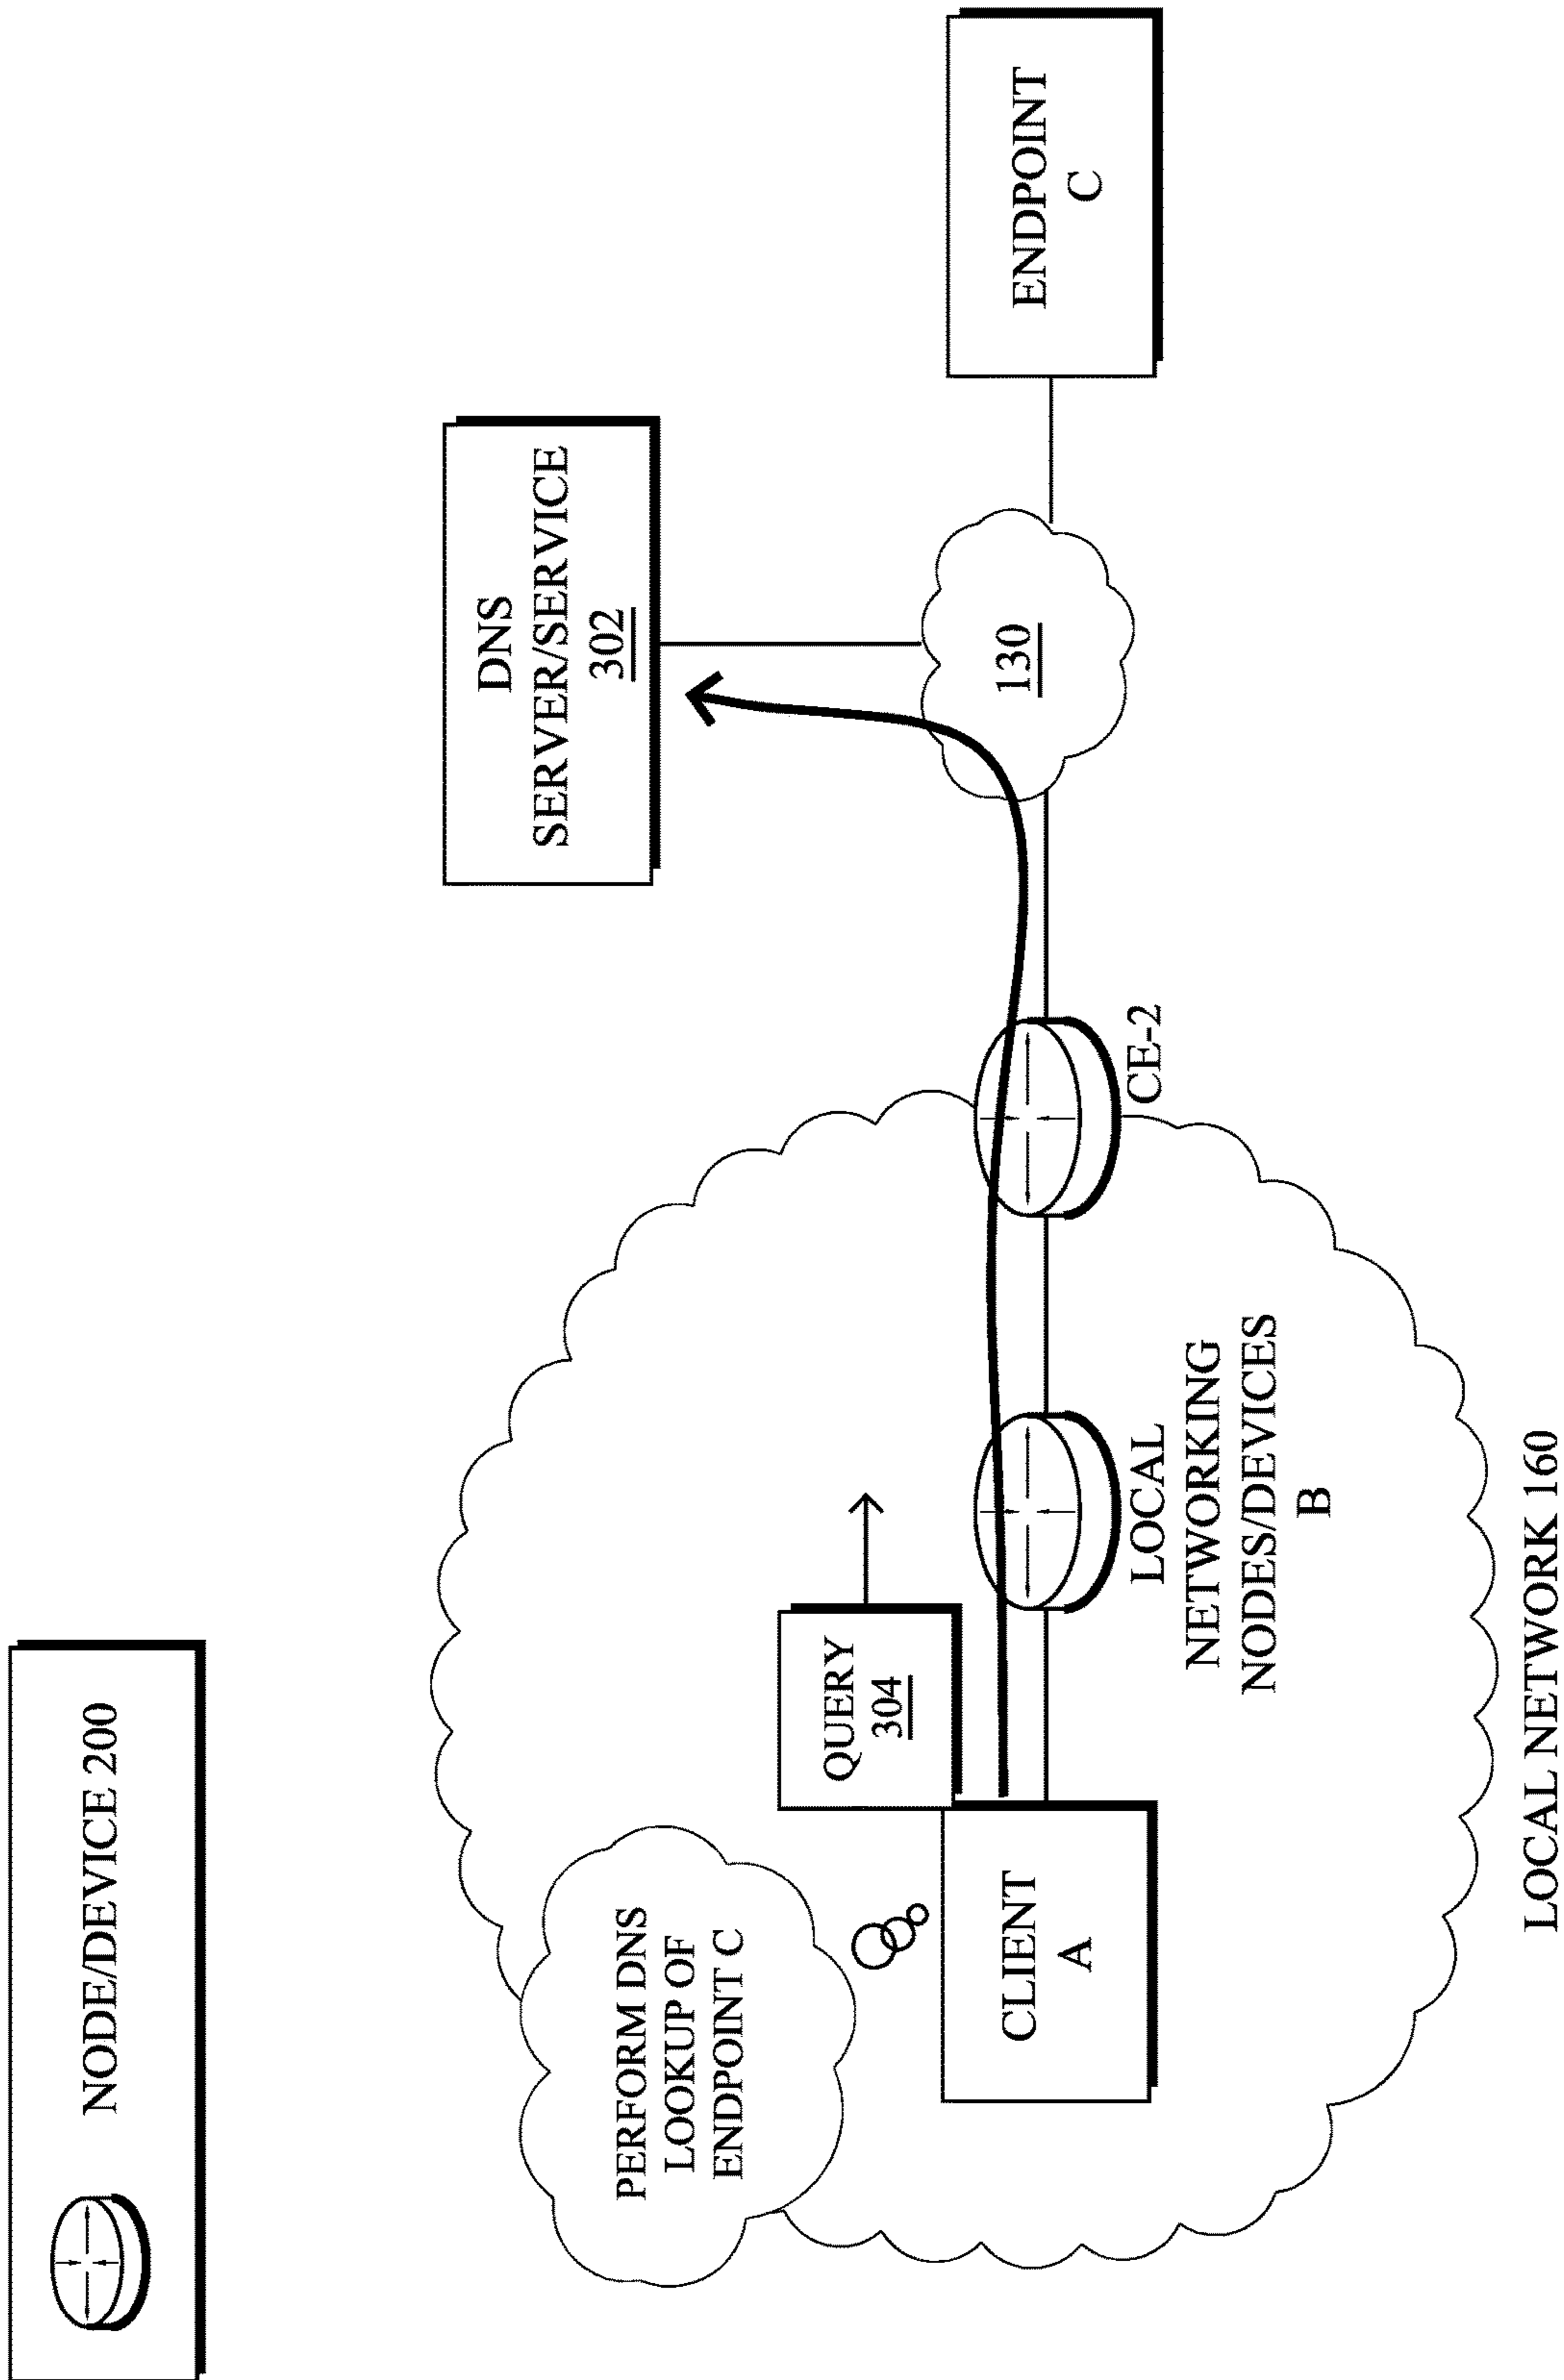 NODE/DEVICE 200
PERFORM DNS
LOOKUP OF
ENDPOINT C
QUERY
304
CLIENT
A
LOCAL
NETWORKING
NODES/DEVICES
B
CE-2
130
DNS
SERVER/SERVICE
302
ENDPOINT
C
LOCAL NETWORK 160